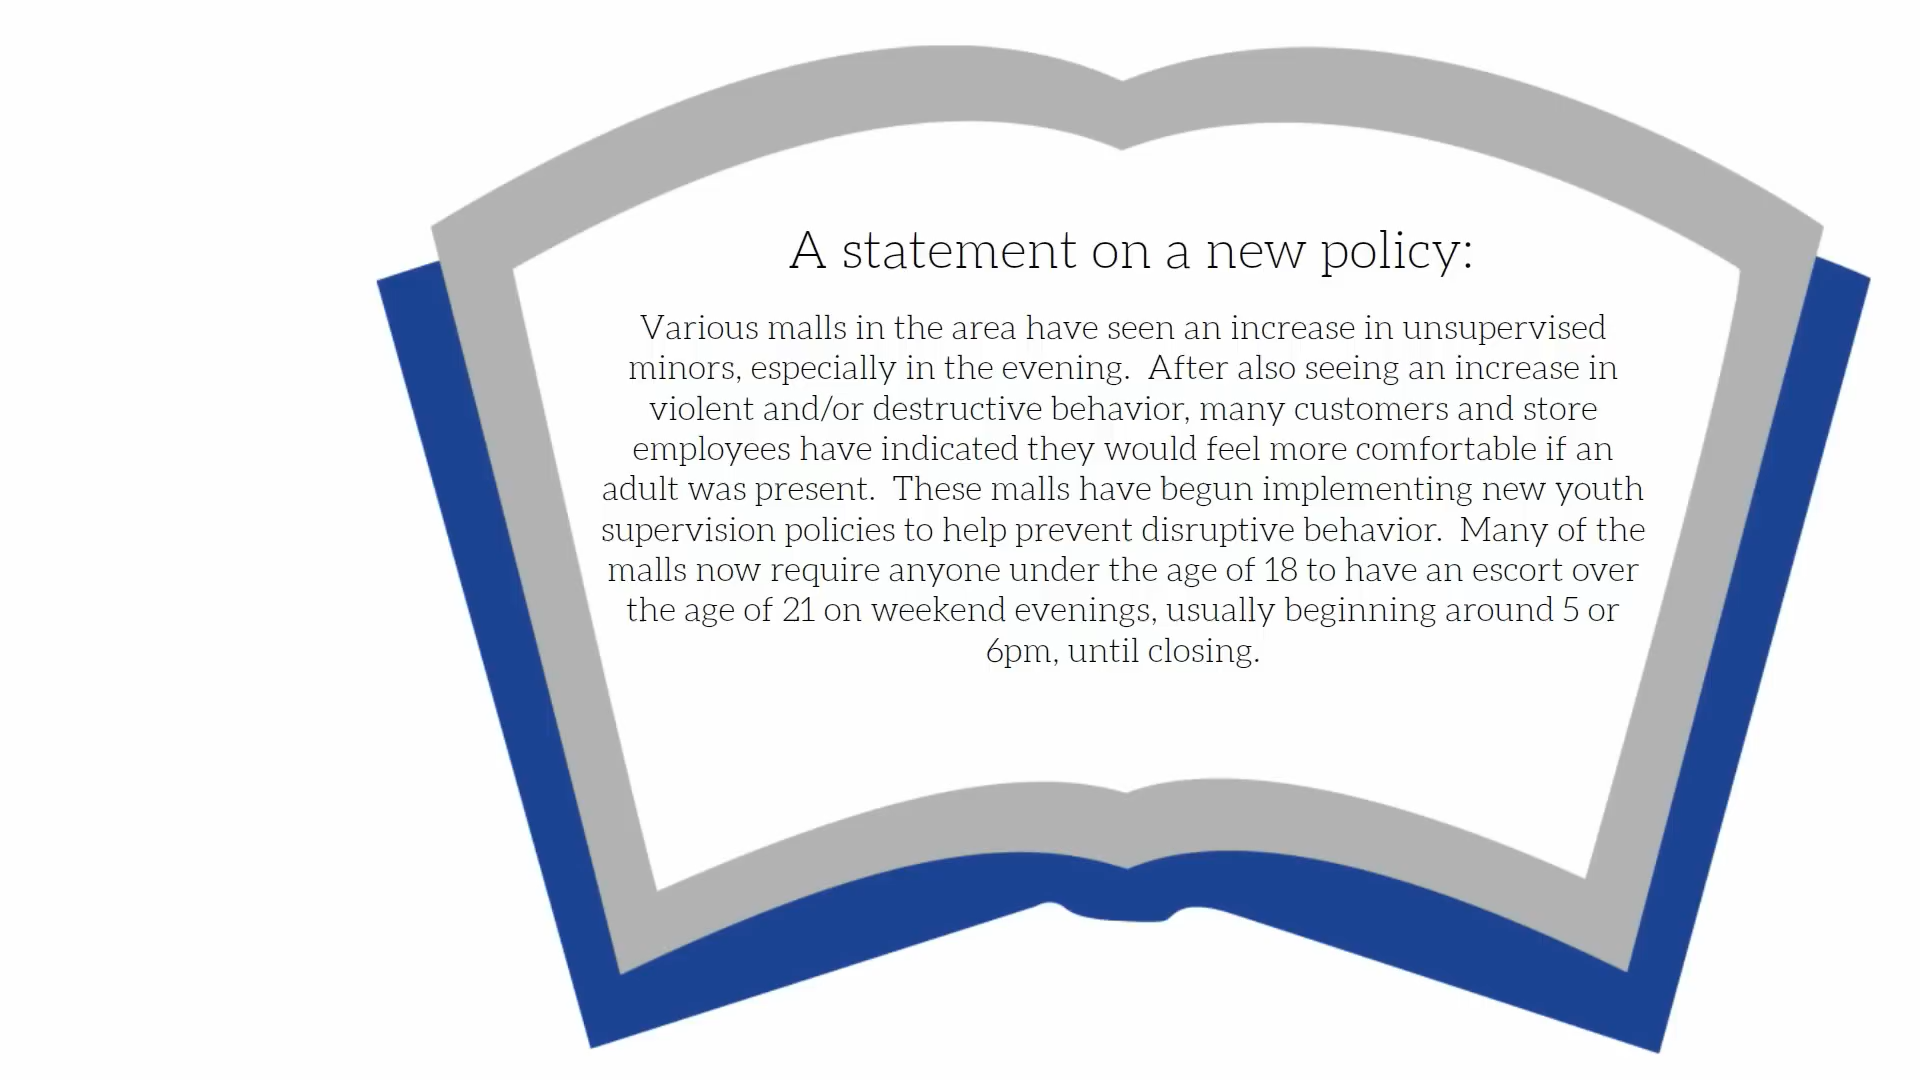 A statement on a new policy:
Various malls in the area have seen an increase in unsupervised
minors, especially in the evening.  After also seeing an increase in
violent and/or destructive behavior, many customers and store
employees have indicated they would feel more comfortable if an
adult was present.  These malls have begun implementing new youth
supervision policies to help prevent disruptive behavior.  Many of the
malls now require anyone under the age of 18 to have an escort over
the age of 21 on weekend evenings, usually beginning around 5 or
6pm, until closing.